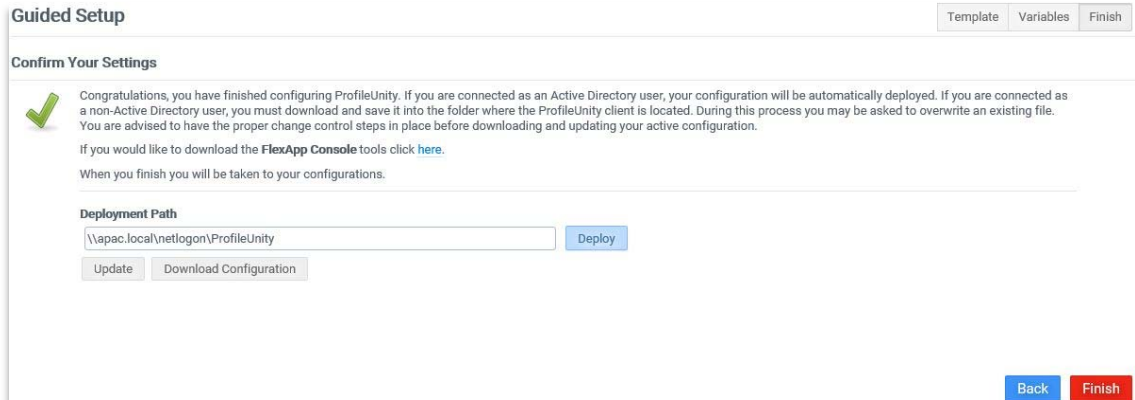 Guided Setup
Template Variables Finish
Confirm Your Settings
Congratulations, you have finished configuring ProfileUnity. If you are connected as an Active Directory user, your configuration will be automatically deployed. If you are connected as
a non-Active Directory user, you must download and save it into the folder where the ProfileUnity client is located. During this process you may be asked to overwrite an existing file.
You are advised to have the proper change control steps in place before downloading and updating your active configuration.
If you would like to download the FlexApp Console tools click here.
When you finish you will be taken to your configurations.
Deployment Path
\\apac.local\netlogon\ProfileUnity Deploy
Update Download Configuration
Back Finish